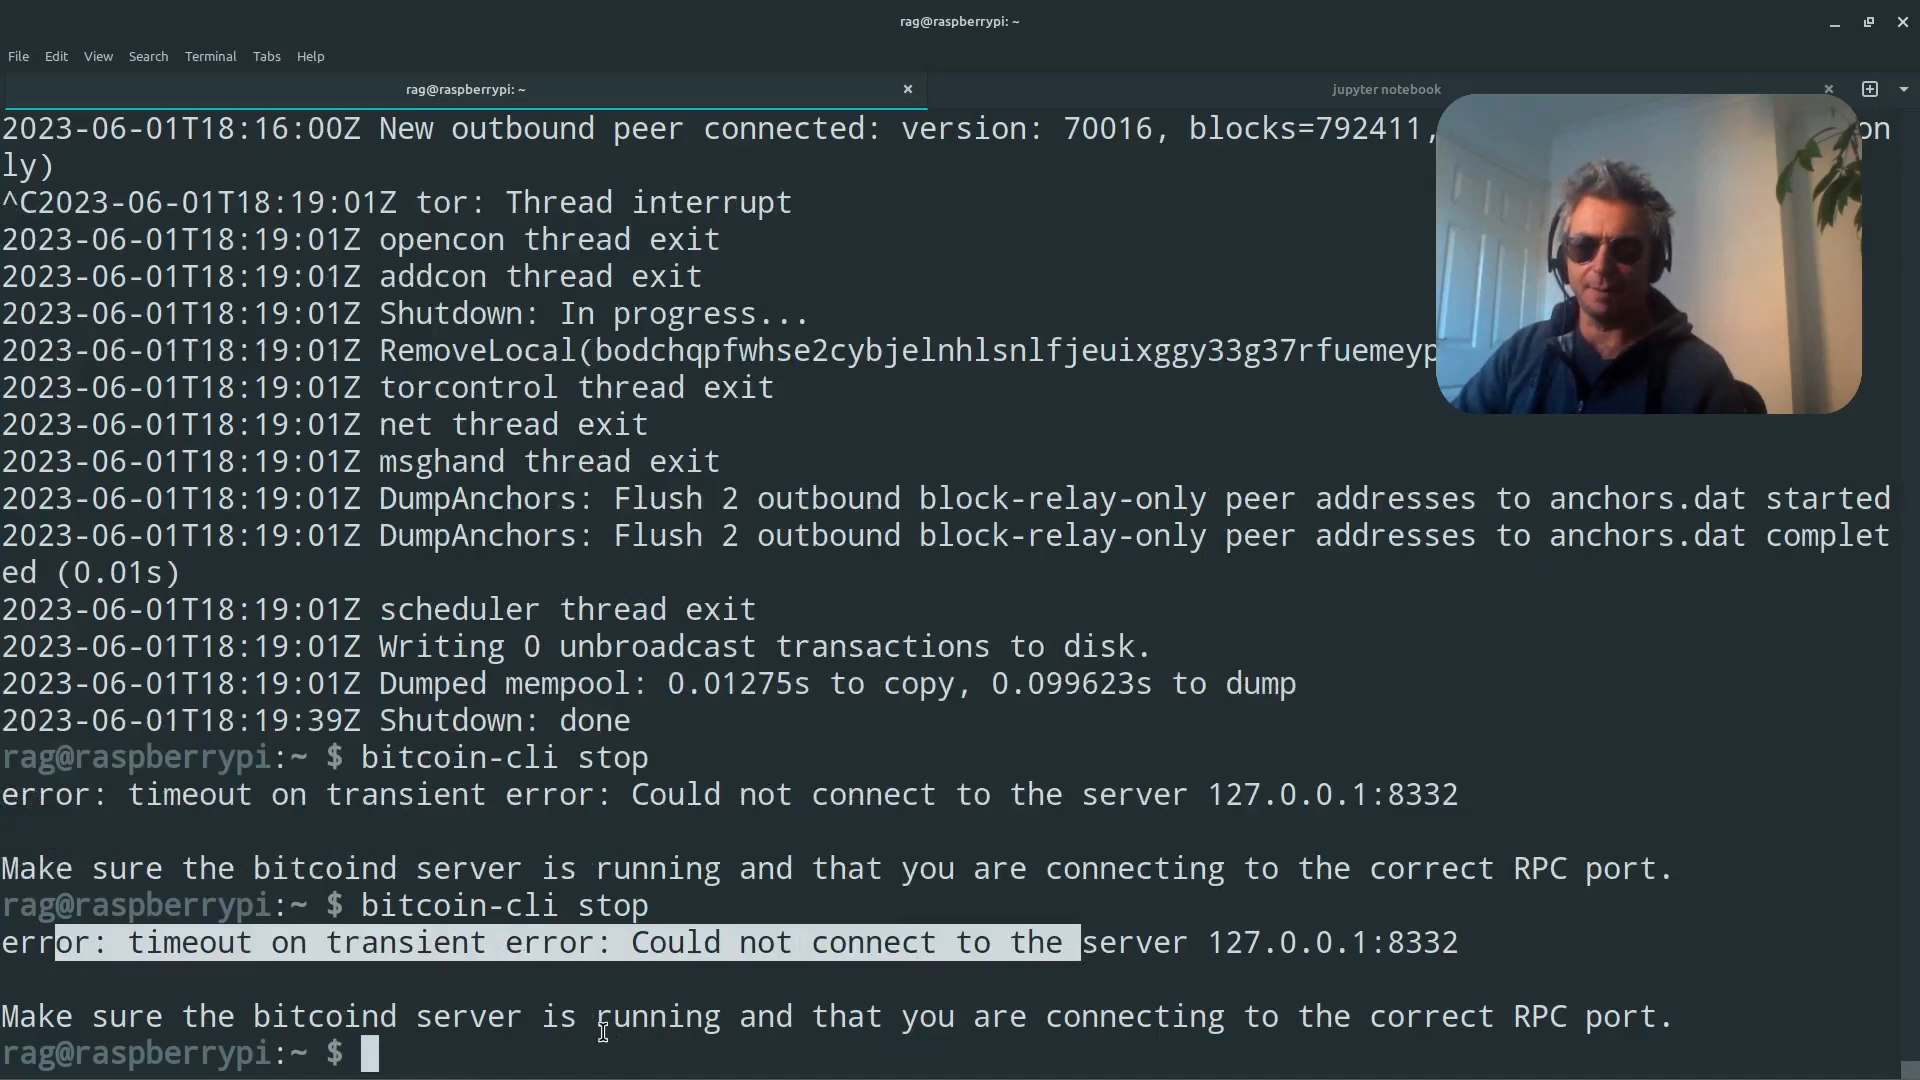 rag@raspberrypi: ~
File Edit View Search Terminal Tabs Help
rag@raspberrypi: ~
jupyter notebook
2023-06-01T18:16:00Z New outbound peer connected: version: 70016, blocks=792411, on
ly)
^C2023-06-01T18:19:01Z tor: Thread interrupt
2023-06-01T18:19:01Z opencon thread exit
2023-06-01T18:19:01Z addcon thread exit
2023-06-01T18:19:01Z Shutdown: In progress...
2023-06-01T18:19:01Z RemoveLocal(bodchqpfwhse2cybjelnhlsnlfjeuixggy33g37rfuemeyp
2023-06-01T18:19:01Z torcontrol thread exit
2023-06-01T18:19:01Z net thread exit
2023-06-01T18:19:01Z msghand thread exit
2023-06-01T18:19:01Z DumpAnchors: Flush 2 outbound block-relay-only peer addresses to anchors.dat started
2023-06-01T18:19:01Z DumpAnchors: Flush 2 outbound block-relay-only peer addresses to anchors.dat complet
ed (0.01s)
2023-06-01T18:19:01Z scheduler thread exit
2023-06-01T18:19:01Z Writing 0 unbroadcast transactions to disk.
2023-06-01T18:19:01Z Dumped mempool: 0.01275s to copy, 0.099623s to dump
2023-06-01T18:19:39Z Shutdown: done
rag@raspberrypi:~ $ bitcoin-cli stop
error: timeout on transient error: Could not connect to the server 127.0.0.1:8332
Make sure the bitcoind server is running and that you are connecting to the correct RPC port.
rag@raspberrypi:~ $ bitcoin-cli stop
error: timeout on transient error: Could not connect to the server 127.0.0.1:8332
Make sure the bitcoind server is running and that you are connecting to the correct RPC port.
rag@raspberrypi:~ $